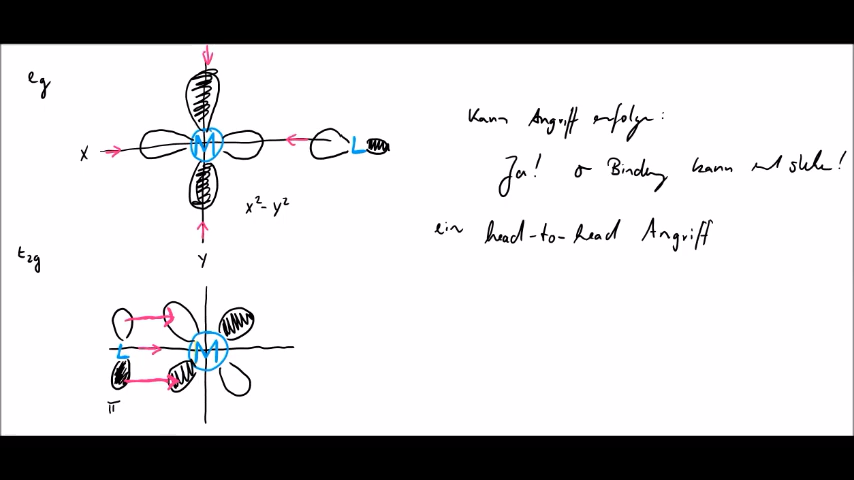 eg
X
M
L
x²-y²
Y
Kann Angriff erfolgen:
Ja! σ Bindung kann entstehen!
ein head-to-head Angriff
t2g
L
M
π